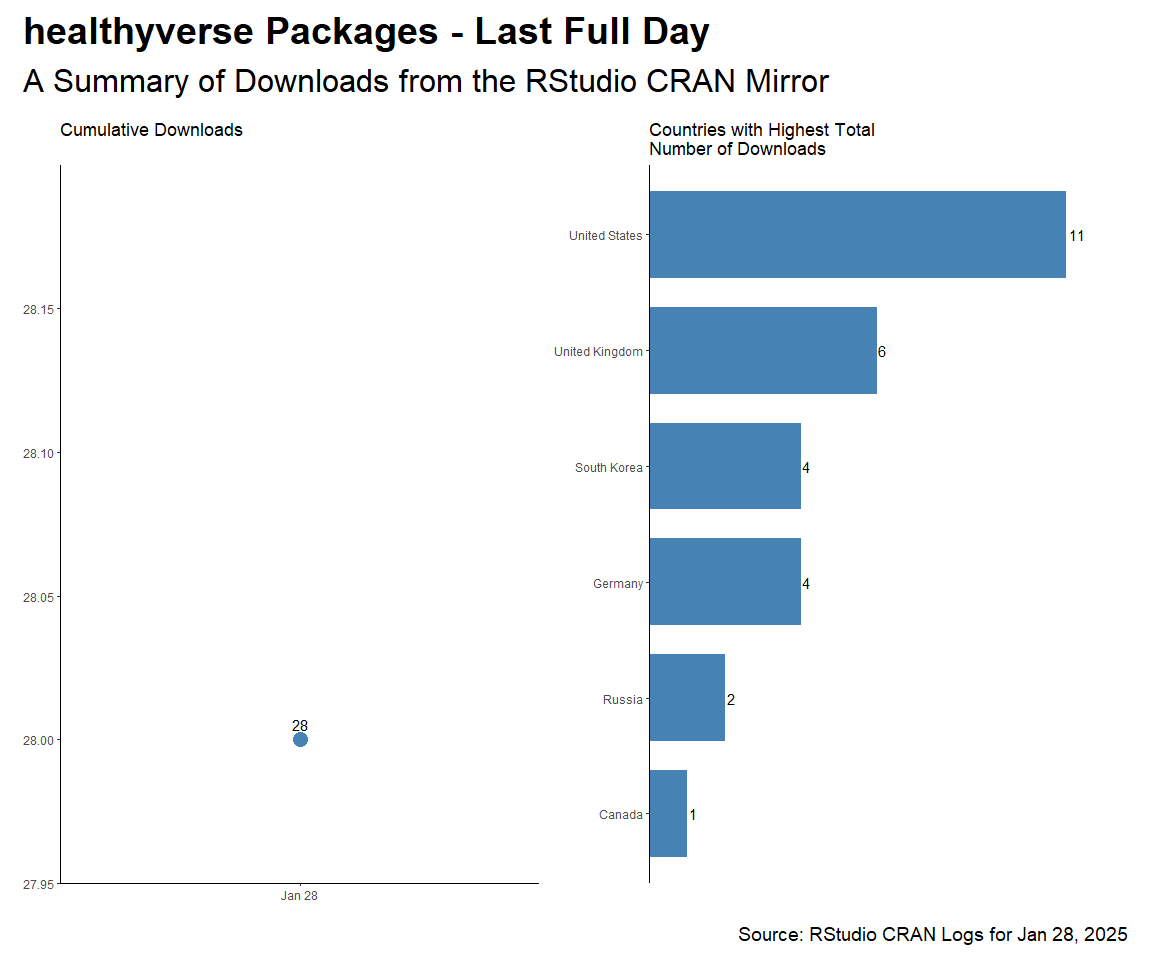 healthyverse Packages - Last Full Day
A Summary of Downloads from the RStudio CRAN Mirror
Cumulative Downloads
28.15
28.10
28.05
28.00
27.95
28
Jan 28
Countries with Highest Total
Number of Downloads
United States 11
United Kingdom 6
South Korea 4
Germany 4
Russia 2
Canada 1
Source: RStudio CRAN Logs for Jan 28, 2025